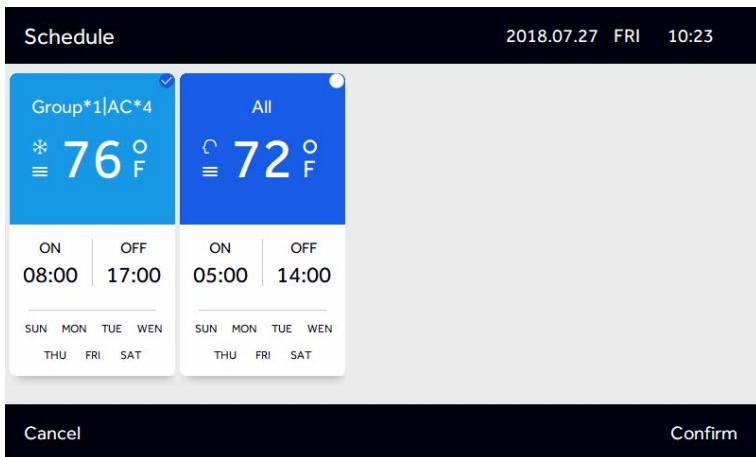 Schedule 2018.07.27 FRI 10:23
Group*1|AC*4
76 °F
ON OFF
08:00 17:00
SUN MON TUE WEN
THU FRI SAT
All
72 °F
ON OFF
05:00 14:00
SUN MON TUE WEN
THU FRI SAT
Cancel Confirm